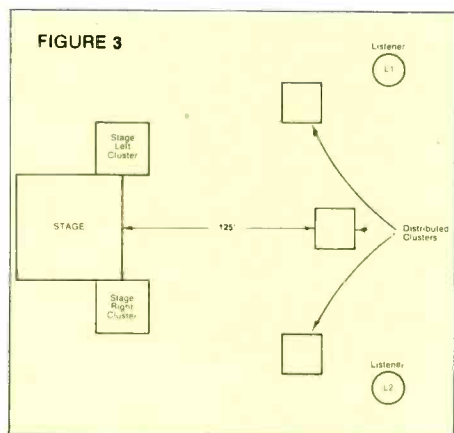 FIGURE 3
Listener
L1
Stage
Left
Cluster
STAGE
125'
Distributed
Clusters
Stage
Right
Cluster
Listener
L2